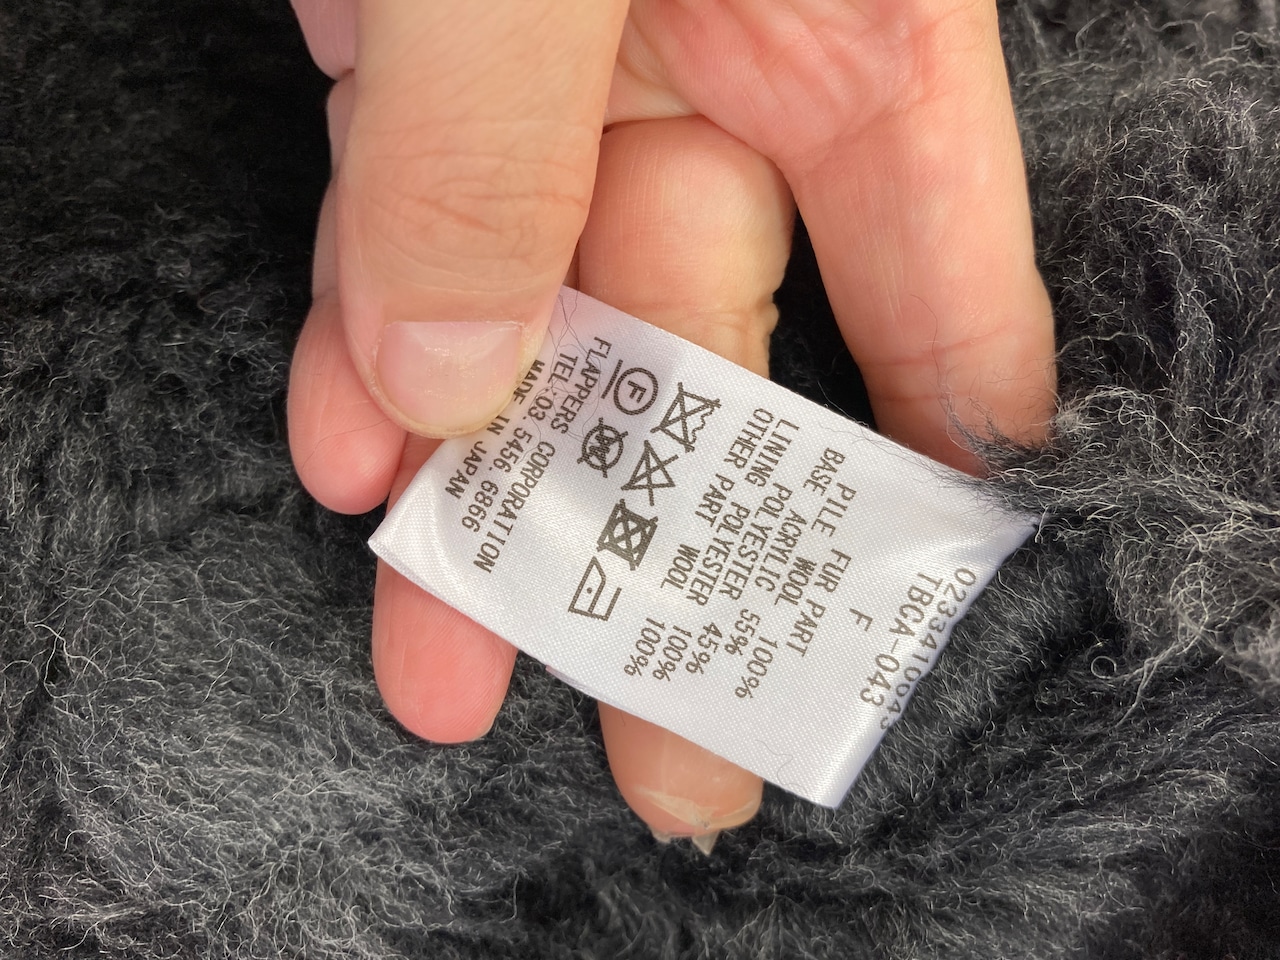 0233410043
TBCA-043
F
PILE FUR PART
WOOL 100%
BASE ACRYLIC 55%
POLYESTER 45%
LINING POLYESTER 100%
OTHER PART WOOL 100%
F
W
FLAPPERS CORPORATION
TEL:03 5456 6866
MADE IN JAPAN